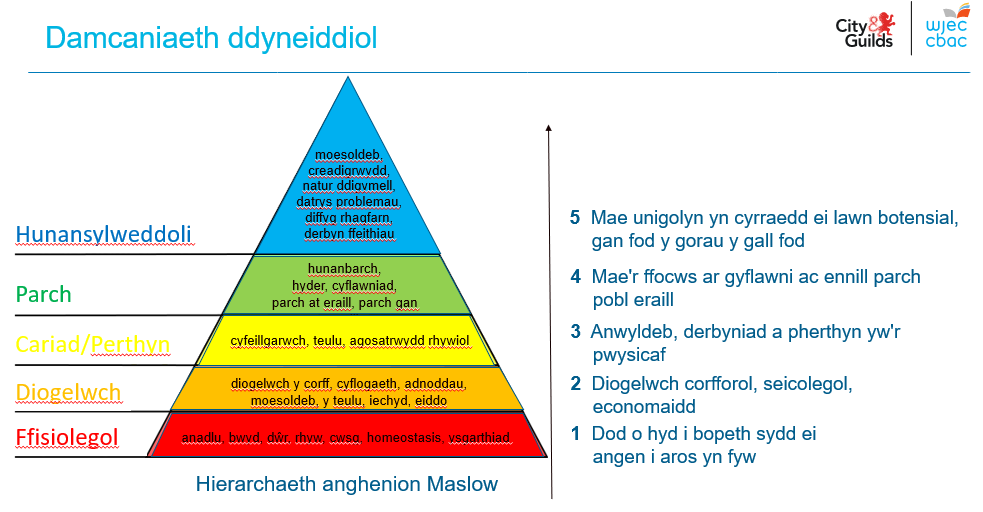 Damcaniaeth ddyneiddiol
City & Guilds
wjec
cbac
moesoldeb,
creadigrwydd,
natur ddigymell,
datrys problemau,
diffyg rhagfarn,
derbyn ffeithiau
Hunansylweddoli
hunanbarch,
hyder, cyflawniad,
parch at eraill, parch gan
Parch
cyfeillgarwch, teulu, agosatrwydd rhywiol
Cariad/Perthyn
diogelwch y corff, cyflogaeth, adnoddau,
moesoldeb, y teulu, iechyd, eiddo
Diogelwch
anadlu, bwyd, dŵr, rhyw, cwsg, homeostasis, ysgarthiad
Ffisiolegol
Hierarchaeth anghenion Maslow
5 Mae unigolyn yn cyrraedd ei lawn botensial,
gan fod y gorau y gall fod
4 Mae'r ffocws ar gyflawni ac ennill parch
pobl eraill
3 Anwyldeb, derbyniad a pherthyn yw'r
pwysicaf
2 Diogelwch corfforol, seicolegol,
economaidd
1 Dod o hyd i bopeth sydd ei
angen i aros yn fyw